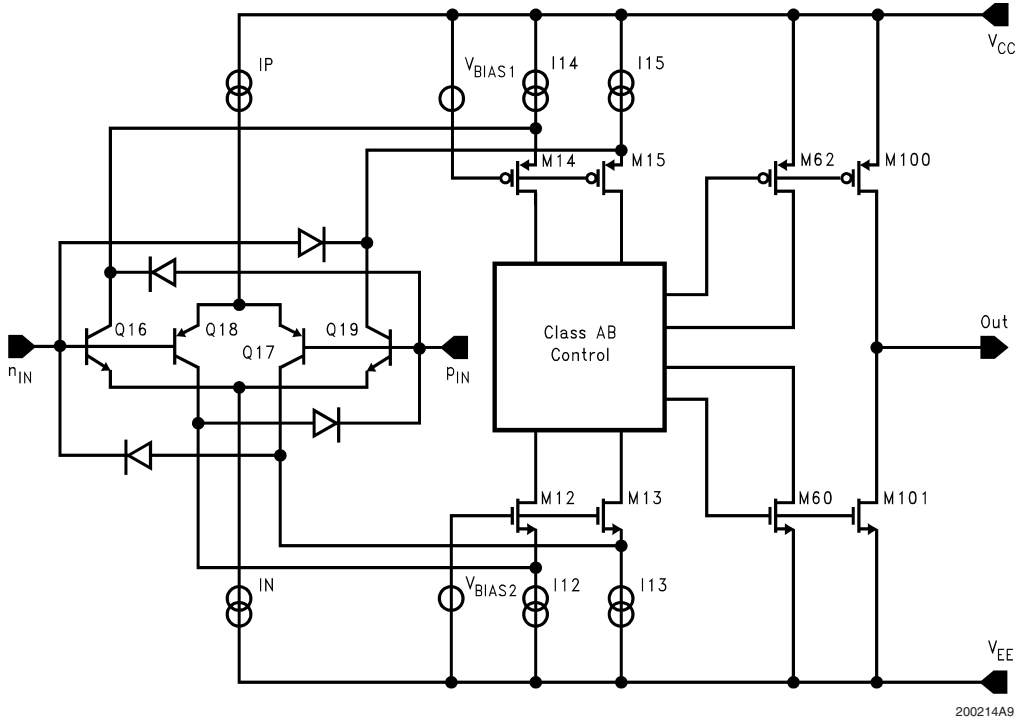 V_CC
IP
V_BIAS1
I14
I15
M14
M15
M62
M100
Q16
Q18
Q17
Q19
n_IN
p_IN
Class AB
Control
Out
M12
M13
M60
M101
IN
V_BIAS2
I12
I13
V_EE
200214A9